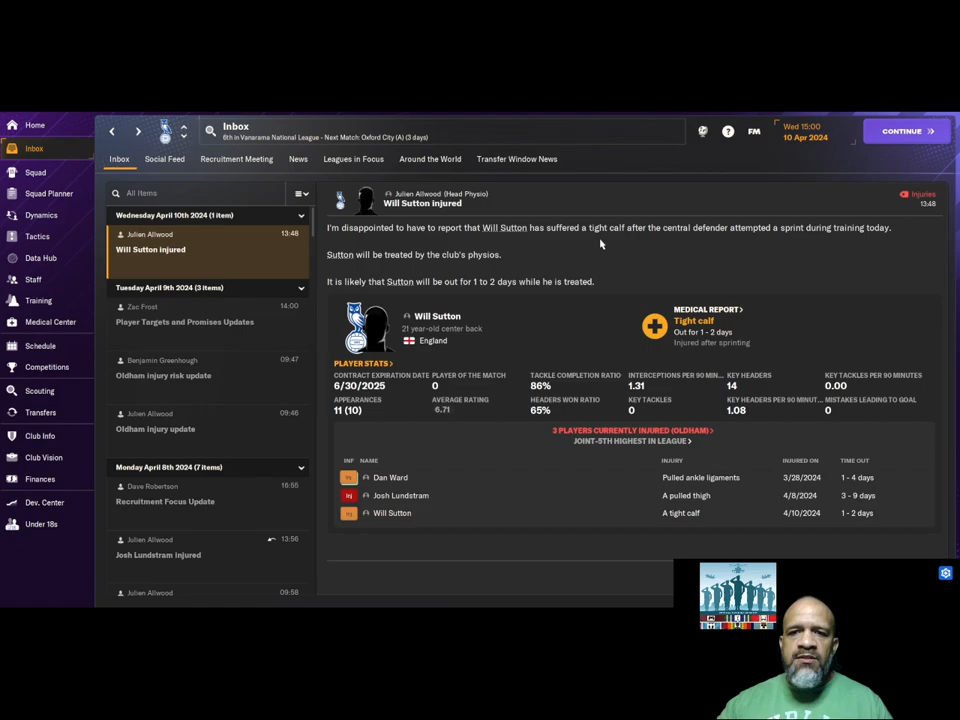 Home
Inbox
Squad
Squad Planner
Dynamics
Tactics
Data Hub
Staff
Training
Medical Center
Schedule
Competitions
Scouting
Transfers
Club Info
Club Vision
Finances
Dev. Center
Under 18s
Inbox
6th in Vanarama National League - Next Match: Oxford City (A) (3 days)
?
FM
Wed 15:00
10 Apr 2024
CONTINUE
Inbox
Social Feed
Recruitment Meeting
News
Leagues in Focus
Around the World
Transfer Window News
All Items
Wednesday April 10th 2024 (1 item)
Julien Allwood 13:48
Will Sutton injured
Tuesday April 9th 2024 (3 items)
Zac Frost 14:00
Player Targets and Promises Updates
Benjamin Greenhough 09:47
Oldham injury risk update
Julien Allwood 09:46
Oldham injury update
Monday April 8th 2024 (7 items)
Dave Robertson 16:55
Recruitment Focus Update
Julien Allwood 13:56
Josh Lundstram injured
Julien Allwood 09:58
Julien Allwood (Head Physio)
Will Sutton injured
Injuries
13:48
I'm disappointed to have to report that Will Sutton has suffered a tight calf after the central defender attempted a sprint during training today.
Sutton will be treated by the club's physios.
It is likely that Sutton will be out for 1 to 2 days while he is treated.
Will Sutton
21 year-old center back
England
MEDICAL REPORT
Tight calf
Out for 1 - 2 days
Injured after sprinting
PLAYER STATS
CONTRACT EXPIRATION DATE PLAYER OF THE MATCH TACKLE COMPLETION RATIO INTERCEPTIONS PER 90 MIN... KEY HEADERS KEY TACKLES PER 90 MINUTES
6/30/2025 0 86% 1.31 14 0.00
APPEARANCES AVERAGE RATING HEADERS WON RATIO KEY TACKLES KEY HEADERS PER 90 MINUT... MISTAKES LEADING TO GOAL
11 (10) 6.71 65% 0 1.08 0
3 PLAYERS CURRENTLY INJURED (OLDHAM)
JOINT-5TH HIGHEST IN LEAGUE
INF NAME INJURY INJURED ON TIME OUT
Dan Ward Pulled ankle ligaments 3/28/2024 1 - 4 days
inj Josh Lundstram A pulled thigh 4/8/2024 3 - 9 days
Will Sutton A tight calf 4/10/2024 1 - 2 days